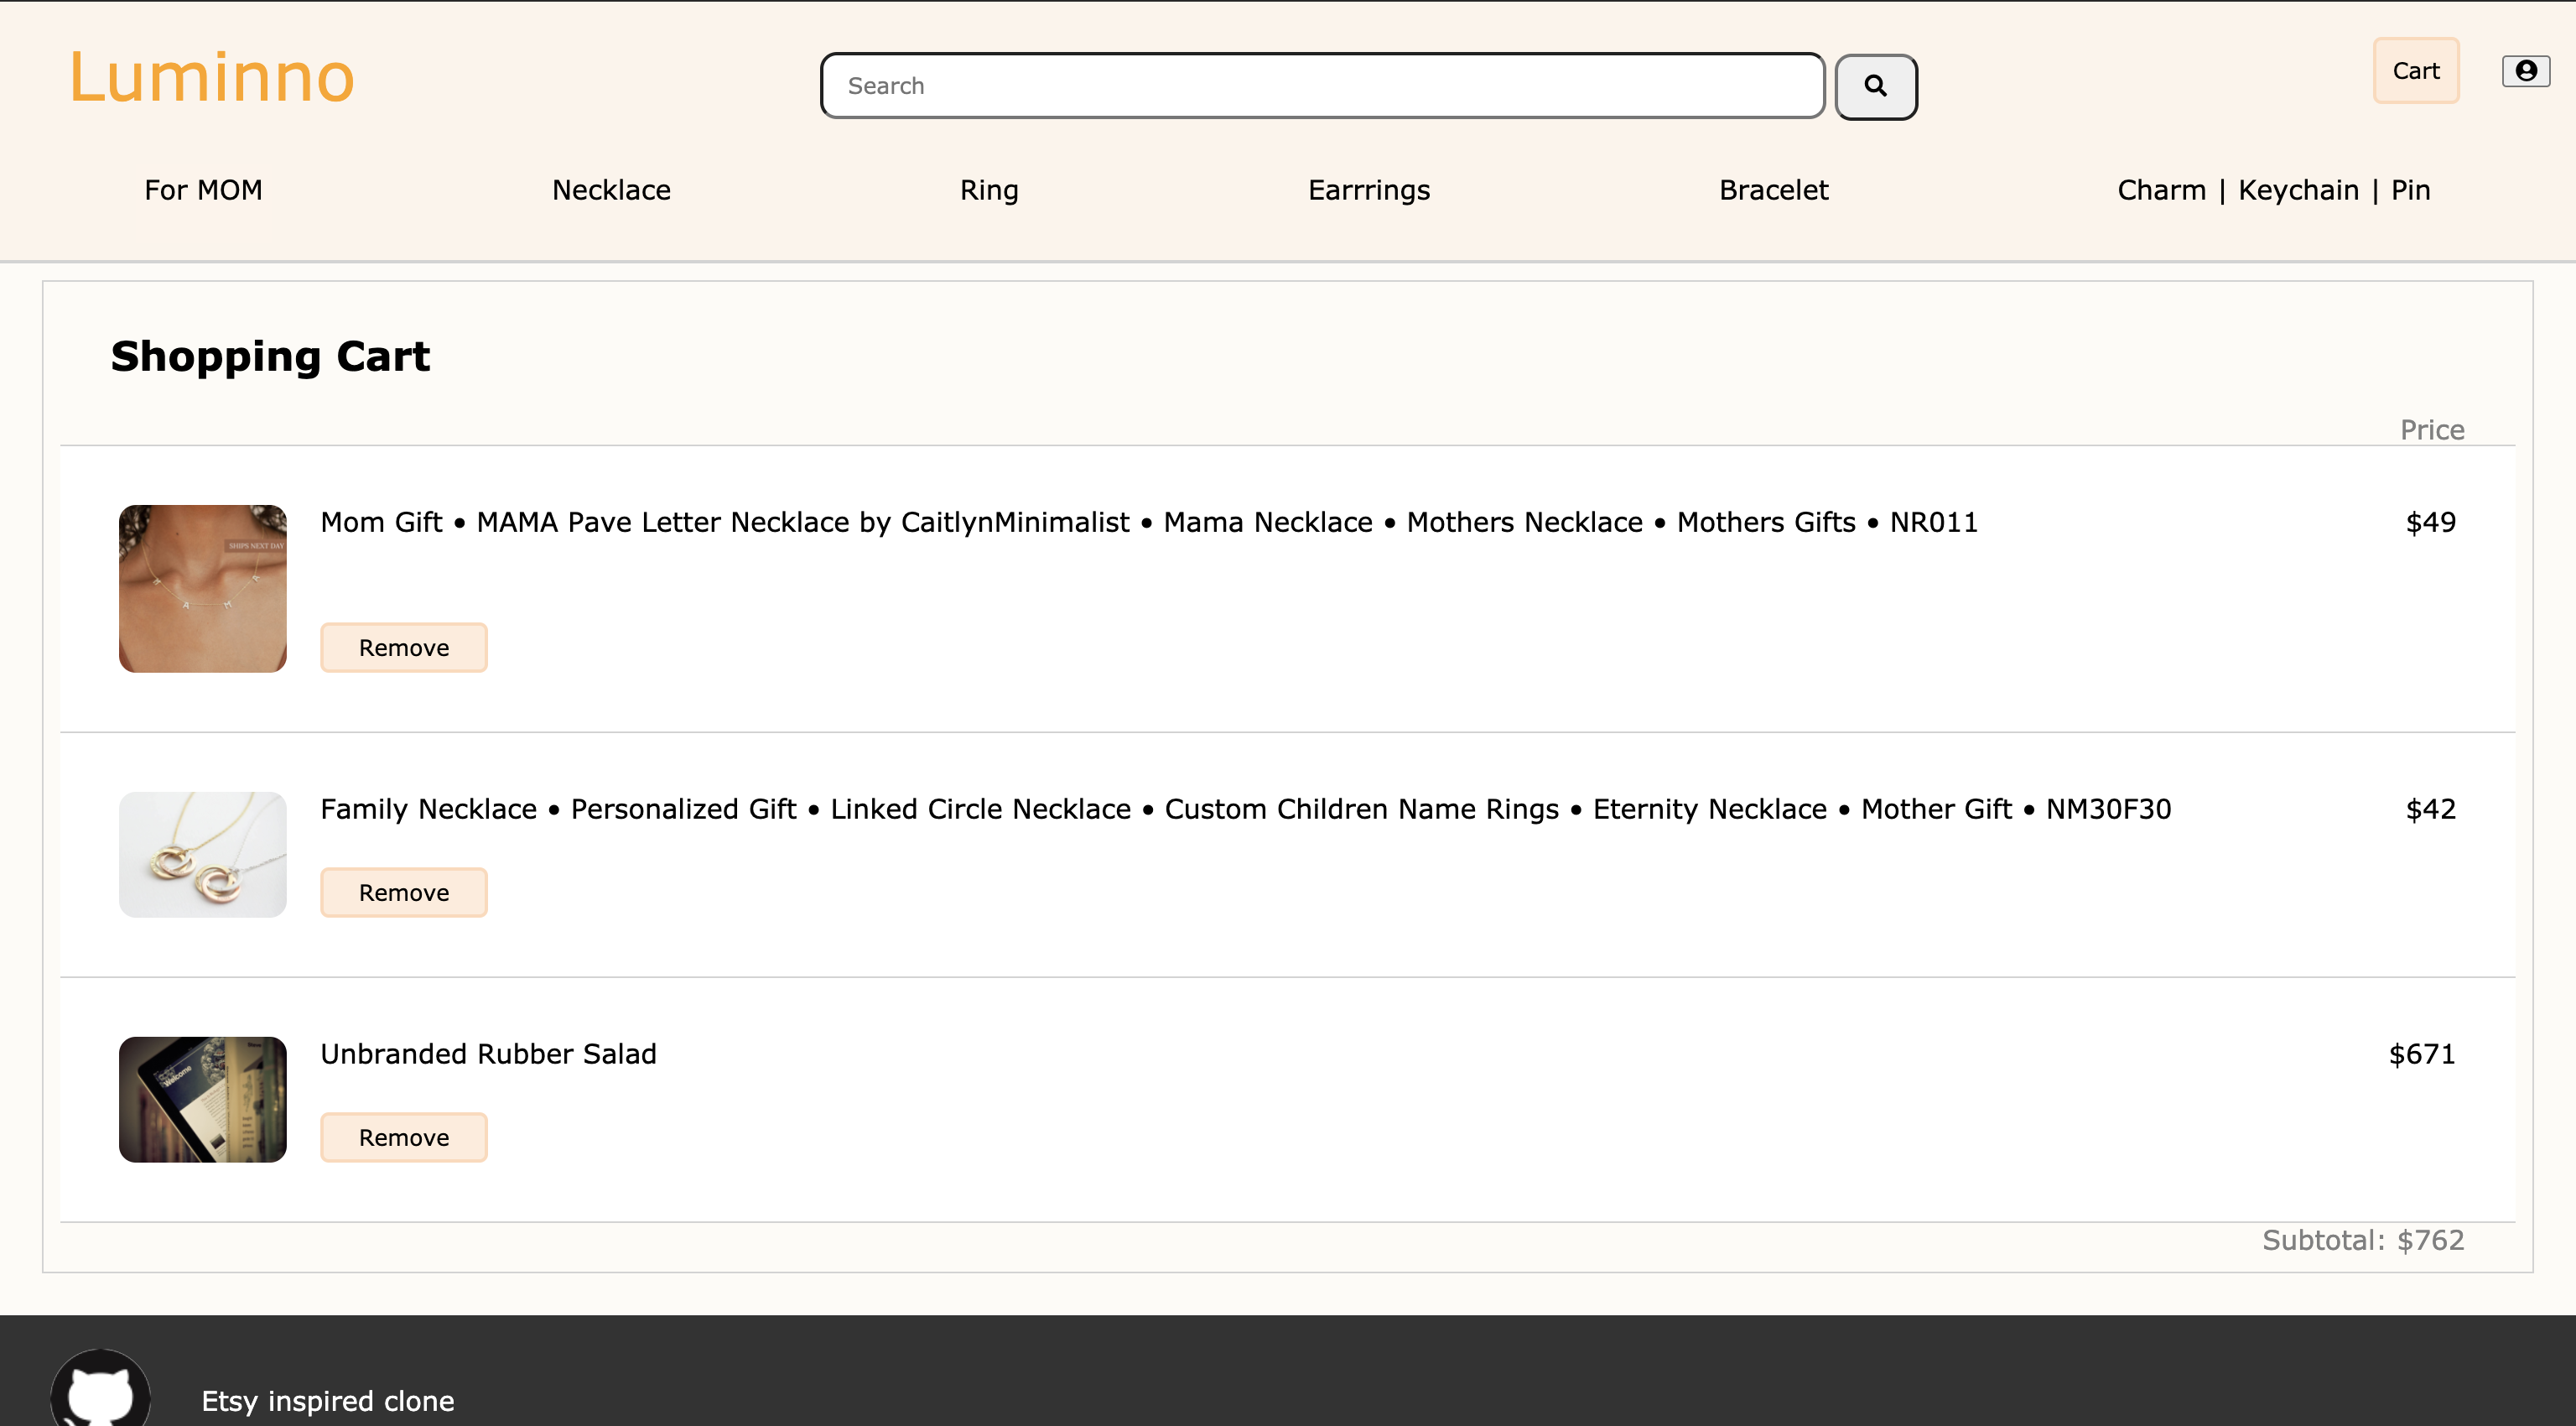 Luminno
Search
Cart
For MOM
Necklace
Ring
Earrrings
Bracelet
Charm | Keychain | Pin
Shopping Cart
Price
SHIPS NEXT DAY
M A M A
Mom Gift • MAMA Pave Letter Necklace by CaitlynMinimalist • Mama Necklace • Mothers Necklace • Mothers Gifts • NR011
$49
Remove
Family Necklace • Personalized Gift • Linked Circle Necklace • Custom Children Name Rings • Eternity Necklace • Mother Gift • NM30F30
$42
Remove
Welcome
Steve
Unbranded Rubber Salad
$671
Remove
Subtotal: $762
Etsy inspired clone